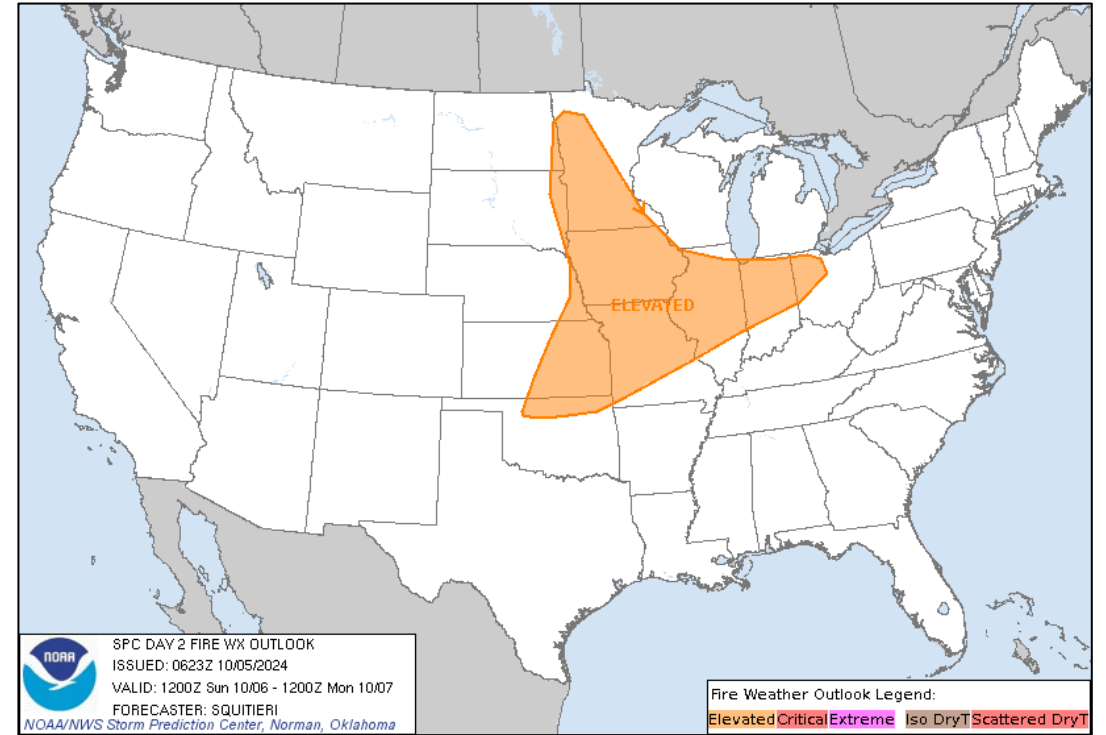 ELEVATED
NOAA
SPC DAY 2 FIRE WX OUTLOOK
ISSUED: 0623Z 10/05/2024
VALID: 1200Z Sun 10/06 - 1200Z Mon 10/07
FORECASTER: SQUITIERI
NOAA/NWS Storm Prediction Center, Norman, Oklahoma
Fire Weather Outlook Legend:
Elevated Critical Extreme Iso DryT Scattered DryT